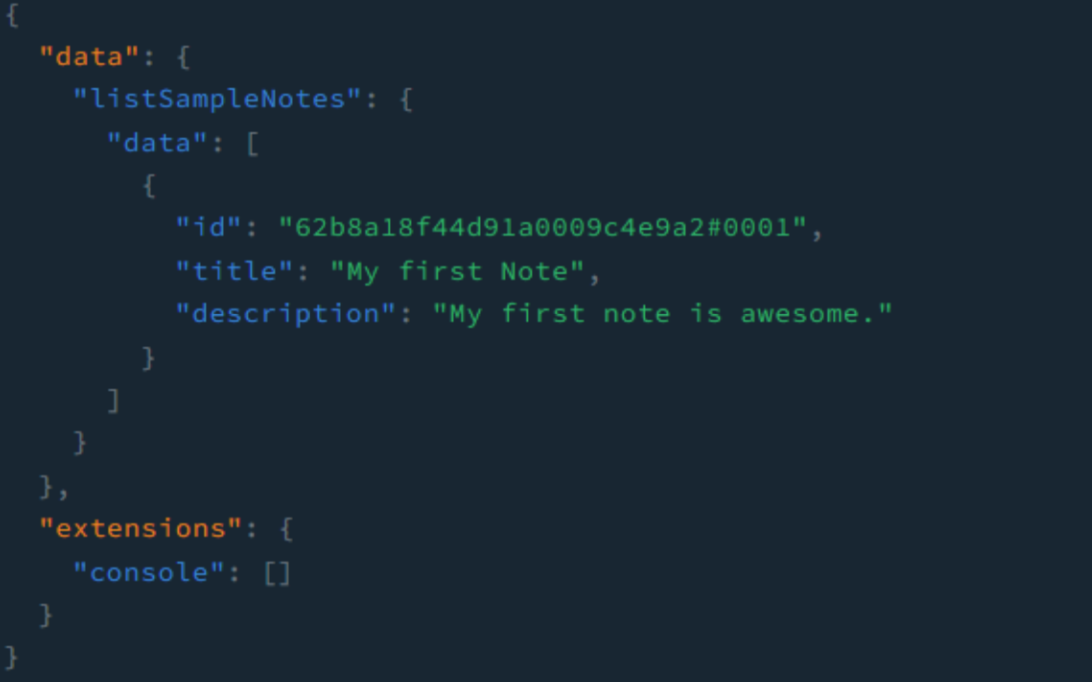 {
  "data": {
    "listSampleNotes": {
      "data": [
        {
          "id": "62b8a18f44d91a0009c4e9a2#0001",
          "title": "My first Note",
          "description": "My first note is awesome."
        }
      ]
    }
  },
  "extensions": {
    "console": []
  }
}